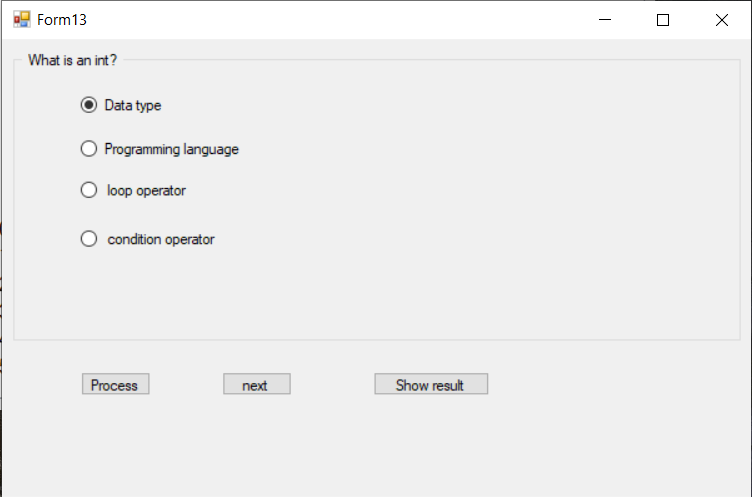 Form13
What is an int?
Data type
Programming language
loop operator
condition operator
Process next Show result